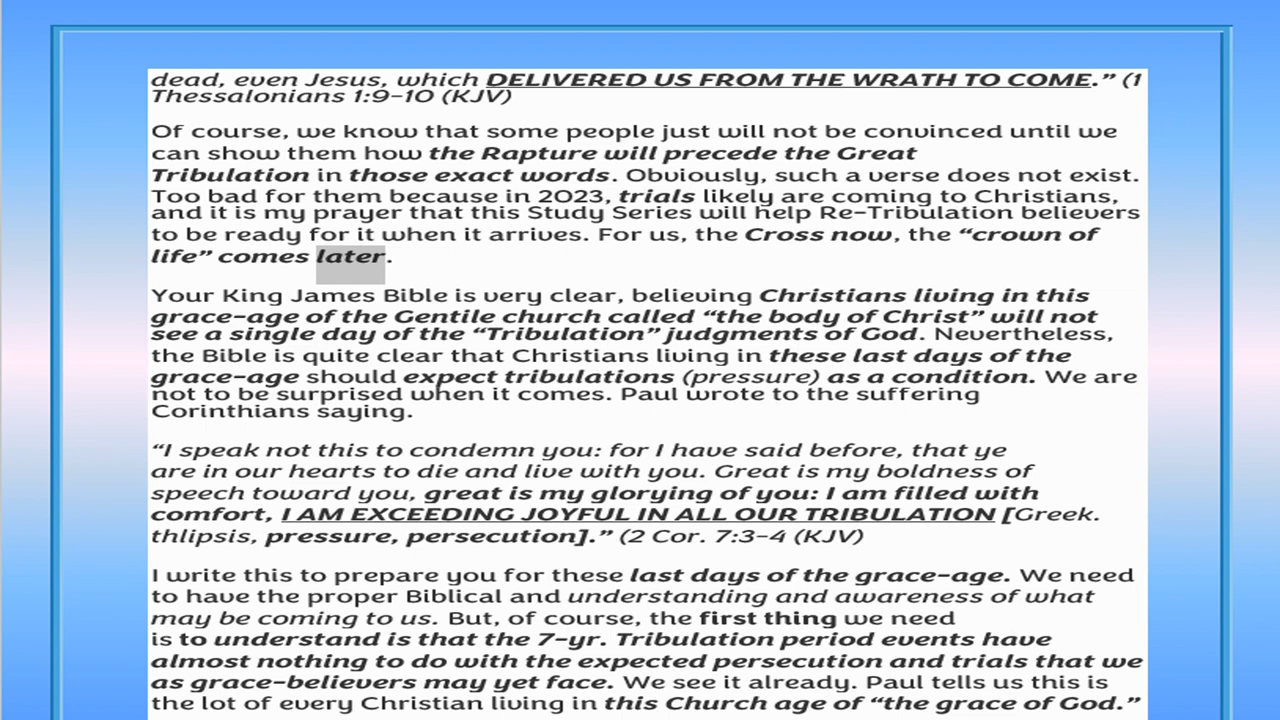 dead, even Jesus, which DELIVERED US FROM THE WRATH TO COME.” (1
Thessalonians 1:9-10 (KJV)
Of course, we know that some people just will not be convinced until we
can show them how the Rapture will precede the Great
Tribulation in those exact words. Obviously, such a verse does not exist.
Too bad for them because in 2023, trials likely are coming to Christians,
and it is my prayer that this Study Series will help Re-Tribulation believers
to be ready for it when it arrives. For us, the Cross now, the “crown of
life” comes later.
Your King James Bible is very clear, believing Christians living in this
grace-age of the Gentile church called “the body of Christ” will not
see a single day of the “Tribulation” judgments of God. Nevertheless,
the Bible is quite clear that Christians living in these last days of the
grace-age should expect tribulations (pressure) as a condition. We are
not to be surprised when it comes. Paul wrote to the suffering
Corinthians saying.
“I speak not this to condemn you: for I have said before, that ye
are in our hearts to die and live with you. Great is my boldness of
speech toward you, great is my glorying of you: I am filled with
comfort, I AM EXCEEDING JOYFUL IN ALL OUR TRIBULATION [Greek.
thlipsis, pressure, persecution].” (2 Cor. 7:3-4 (KJV)
I write this to prepare you for these last days of the grace-age. We need
to have the proper Biblical and understanding and awareness of what
may be coming to us. But, of course, the first thing we need
is to understand is that the 7-yr. Tribulation period events have
almost nothing to do with the expected persecution and trials that we
as grace-believers may yet face. We see it already. Paul tells us this is
the lot of every Christian living in this Church age of “the grace of God.”